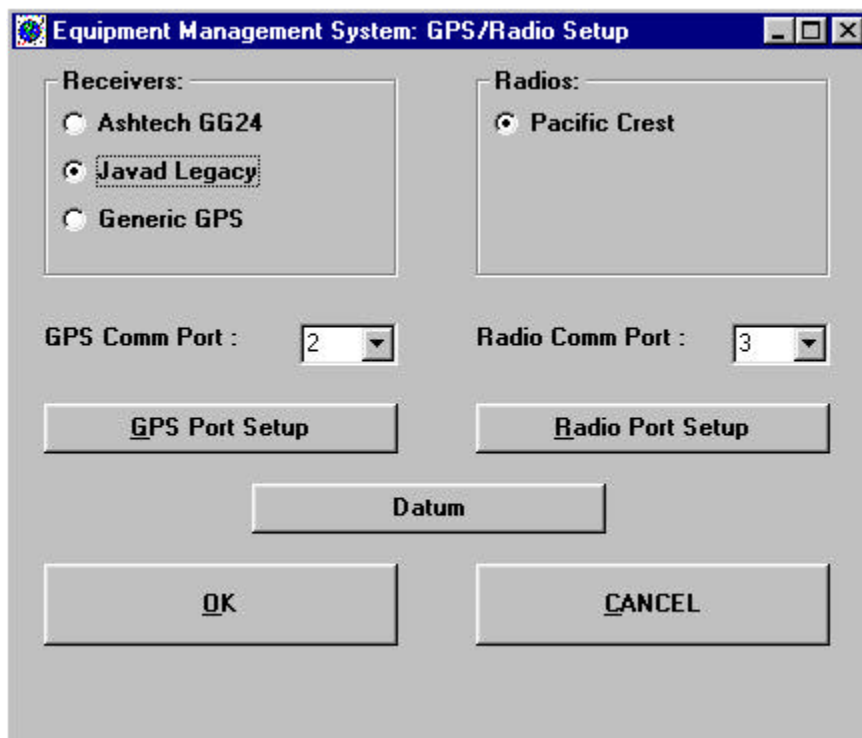 Equipment Management System: GPS/Radio Setup
Receivers:
Ashtech GG24
Javad Legacy
Generic GPS
Radios:
Pacific Crest
GPS Comm Port : 2
Radio Comm Port : 3
GPS Port Setup
Radio Port Setup
Datum
OK
CANCEL